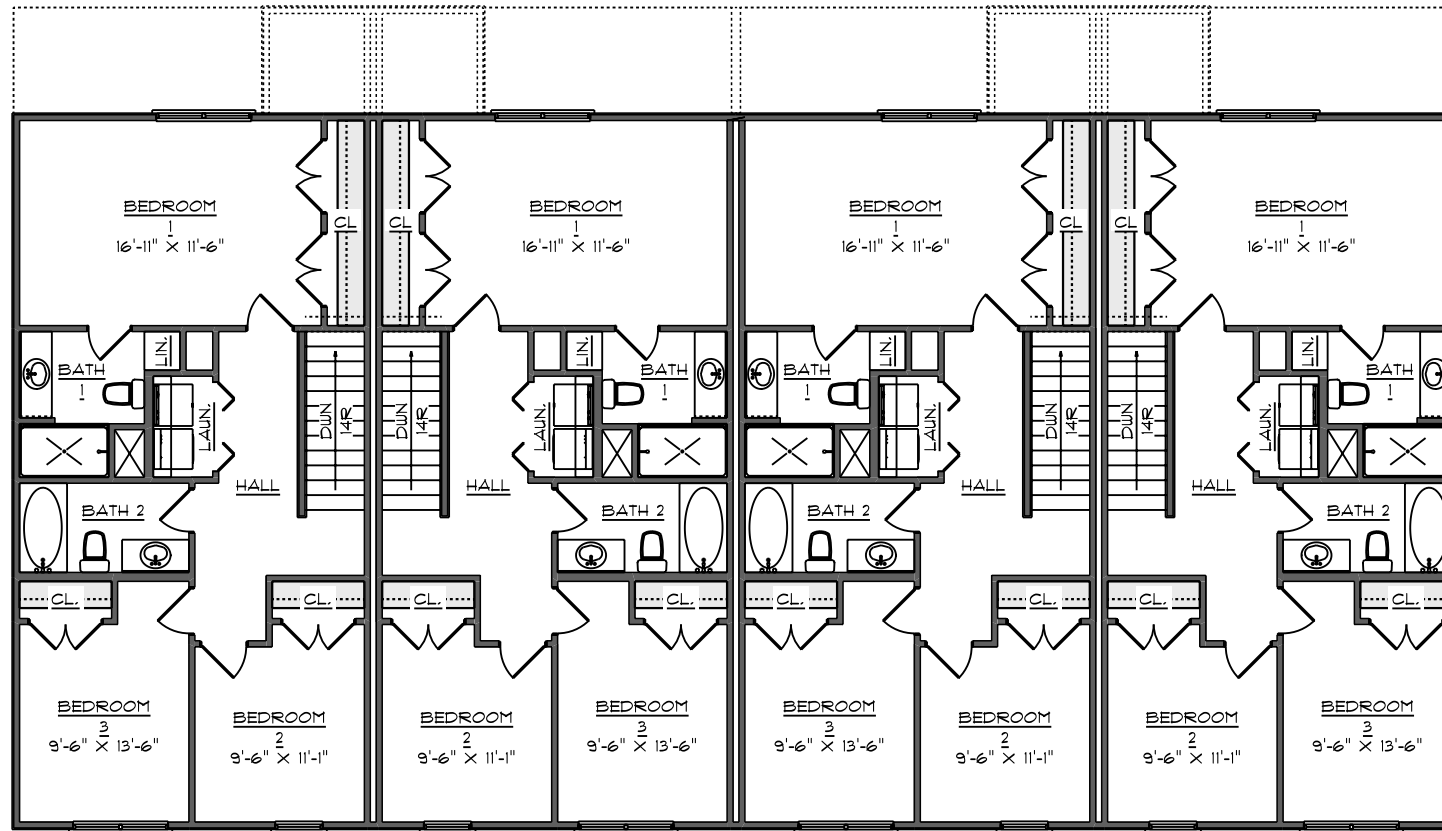 BEDROOM
1
16'-11" X 11'-6"
CL
CL
BEDROOM
1
16'-11" X 11'-6"
BEDROOM
1
16'-11" X 11'-6"
CL
CL
BEDROOM
1
16'-11" X 11'-6"
BATH
1
LIN.
LAUN.
DWN
14R
DWN
14R
LAUN.
LIN.
BATH
1
BATH
1
LIN.
LAUN.
DWN
14R
DWN
14R
LAUN.
LIN.
BATH
1
HALL
HALL
HALL
HALL
BATH 2
BATH 2
BATH 2
BATH 2
CL.
CL.
CL.
CL.
CL.
CL.
CL.
CL.
BEDROOM
3
9'-6" X 13'-6"
BEDROOM
2
9'-6" X 11'-1"
BEDROOM
2
9'-6" X 11'-1"
BEDROOM
3
9'-6" X 13'-6"
BEDROOM
3
9'-6" X 13'-6"
BEDROOM
2
9'-6" X 11'-1"
BEDROOM
2
9'-6" X 11'-1"
BEDROOM
3
9'-6" X 13'-6"